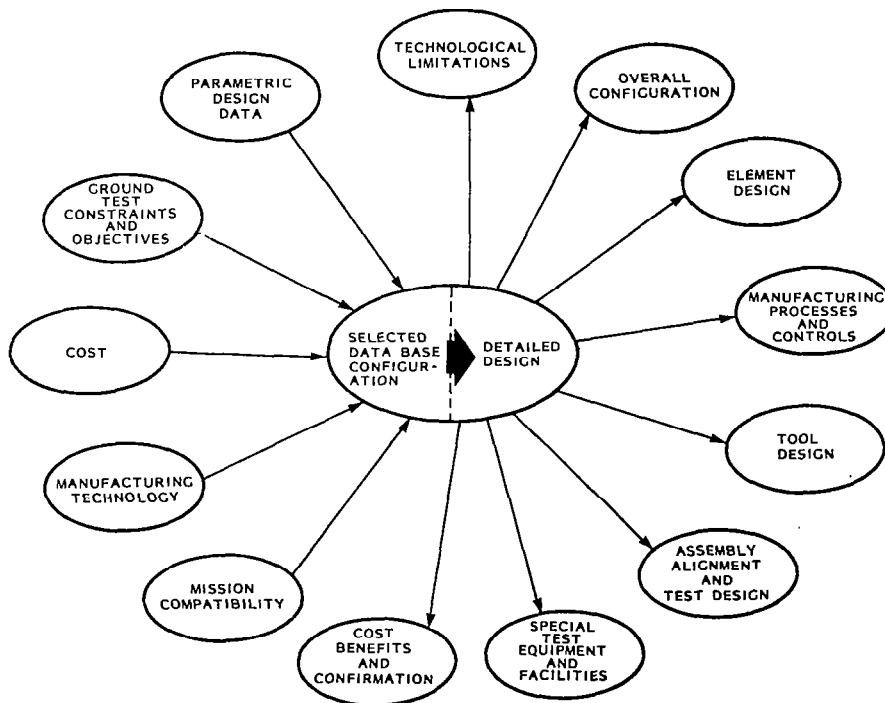 TECHNOLOGICAL
LIMITATIONS
OVERALL
CONFIGURATION
PARAMETRIC
DESIGN
DATA
ELEMENT
DESIGN
GROUND
TEST
CONSTRAINTS
AND
OBJECTIVES
MANUFACTURING
PROCESSES
AND
CONTROLS
COST
SELECTED
DATA BASE
CONFIGUR-
ATION
DETAILED
DESIGN
TOOL
DESIGN
MANUFACTURING
TECHNOLOGY
ASSEMBLY
ALIGNMENT
AND
TEST DESIGN
MISSION
COMPATIBILITY
COST
BENEFITS
AND
CONFIRMATION
SPECIAL
TEST
EQUIPMENT
AND
FACILITIES